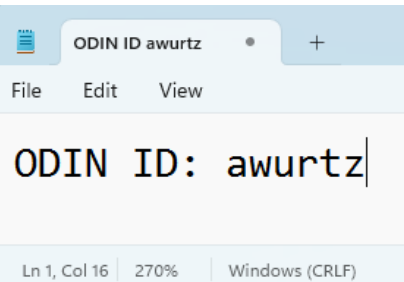 ODIN ID awurtz
File Edit View
ODIN ID: awurtz
Ln 1, Col 16 270% Windows (CRLF)